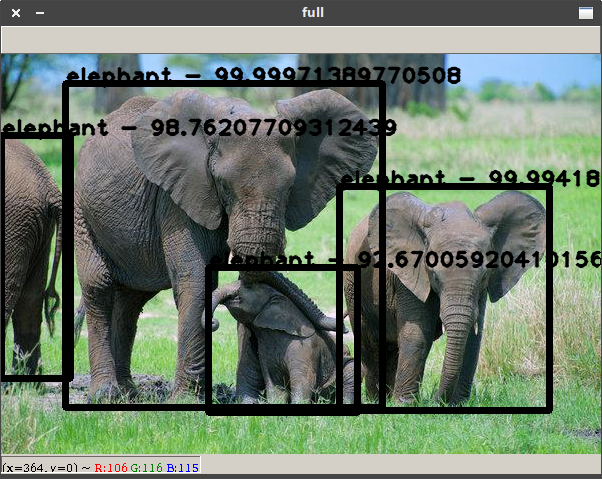 full
elephant - 99.99971389770508
elephant - 98.76207709312439
elephant - 99.99418
elephant - 92.67005920410156
(x=364, y=0) ~ R:106 G:116 B:115